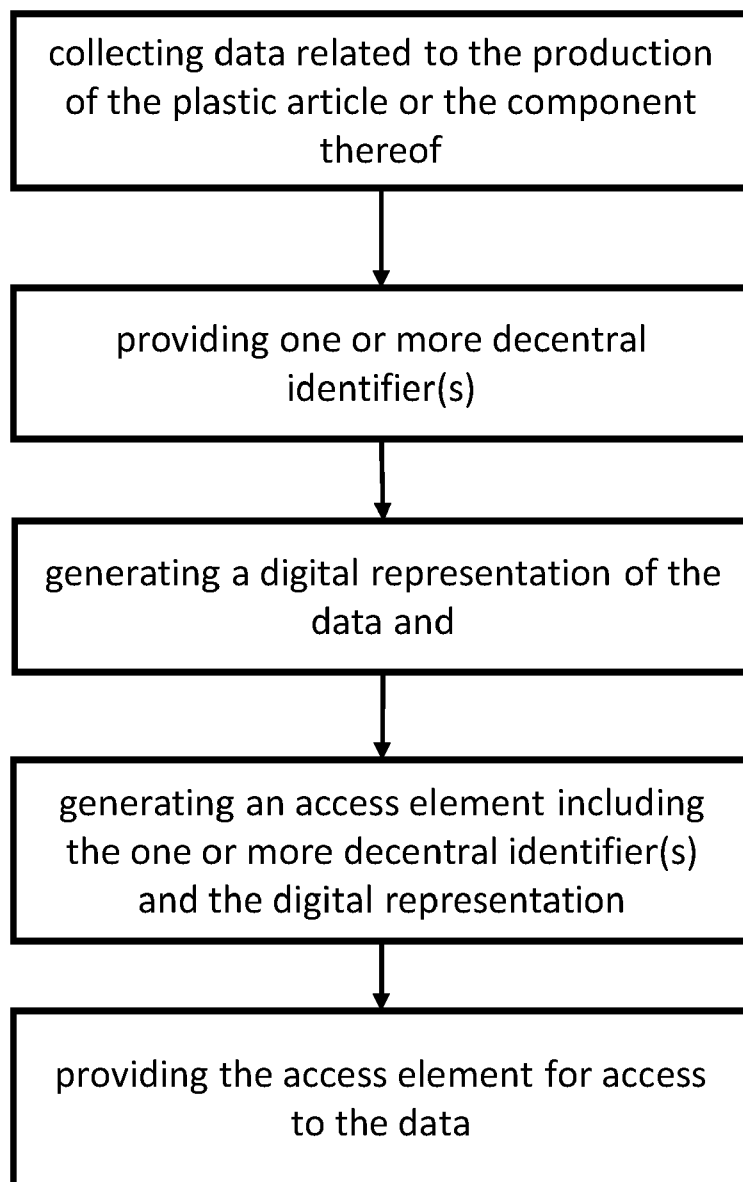 collecting data related to the production
of the plastic article or the component
thereof
providing one or more decentral
identifier(s)
generating a digital representation of the
data and
generating an access element including
the one or more decentral identifier(s)
and the digital representation
providing the access element for access
to the data